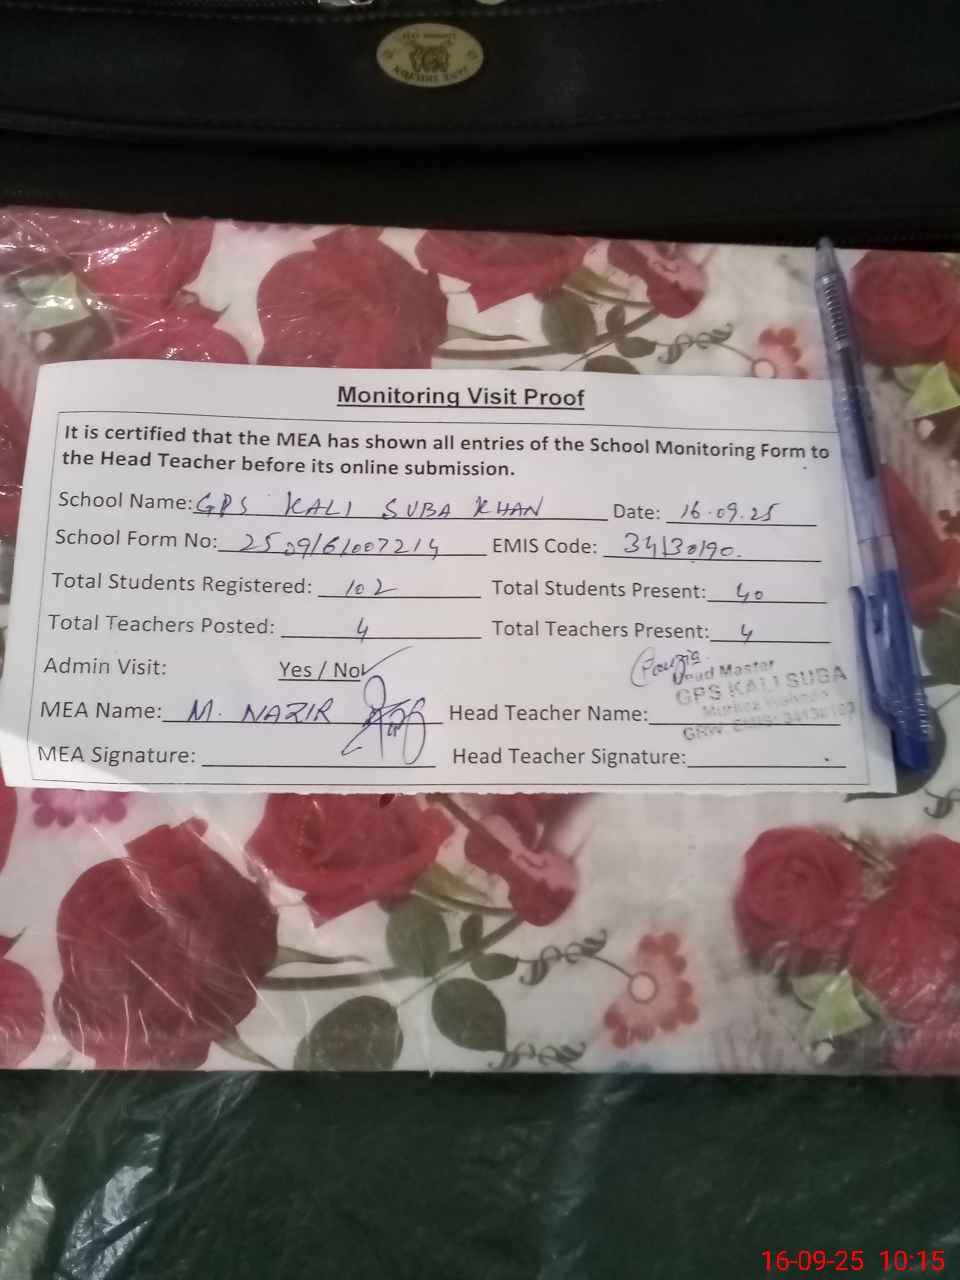 Monitoring Visit Proof
It is certified that the MEA has shown all entries of the School Monitoring Form to
the Head Teacher before its online submission.
School Name: GPS KALI SUBA KHAN Date: 16.09.25
School Form No: 2509161007214 EMIS Code: 34130190.
Total Students Registered: 102 Total Students Present: 40
Total Teachers Posted: 4 Total Teachers Present: 4
Admin Visit: Yes / No✓
Fouzia.
Head Master
GPS KALI SUBA
MEA Name: M. NAZIR Head Teacher Name:
MEA Signature: Head Teacher Signature:
16-09-25 10:15